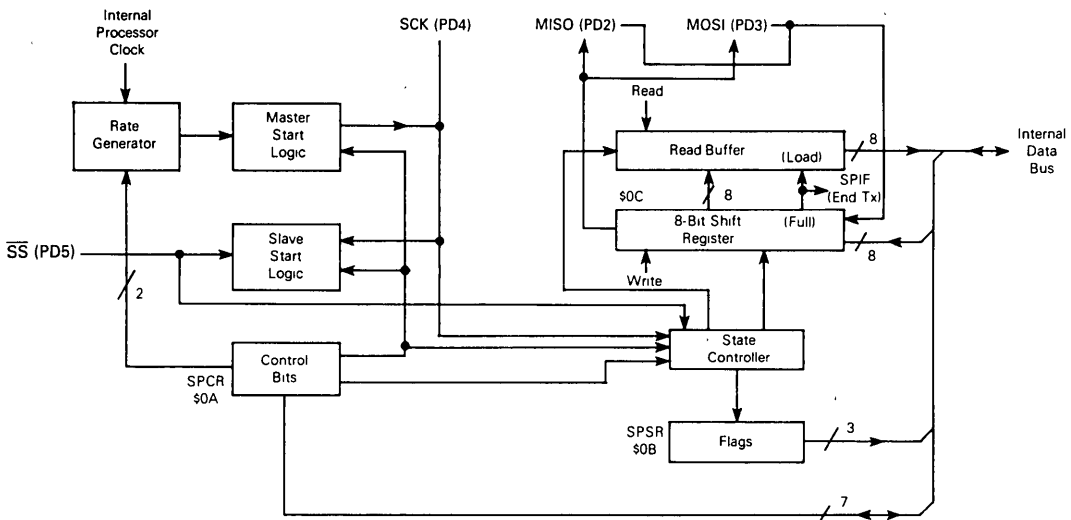 Internal
Processor
Clock
SCK (PD4)
MISO (PD2)
MOSI (PD3)
Rate
Generator
Master
Start
Logic
Read
Read Buffer
(Load)
8
Internal
Data
Bus
SPIF
(End Tx)
$0C
8
8-Bit Shift
Register
(Full)
8
Write
SS (PD5)
Slave
Start
Logic
2
State
Controller
SPCR
$0A
Control
Bits
SPSR
$0B
Flags
3
7